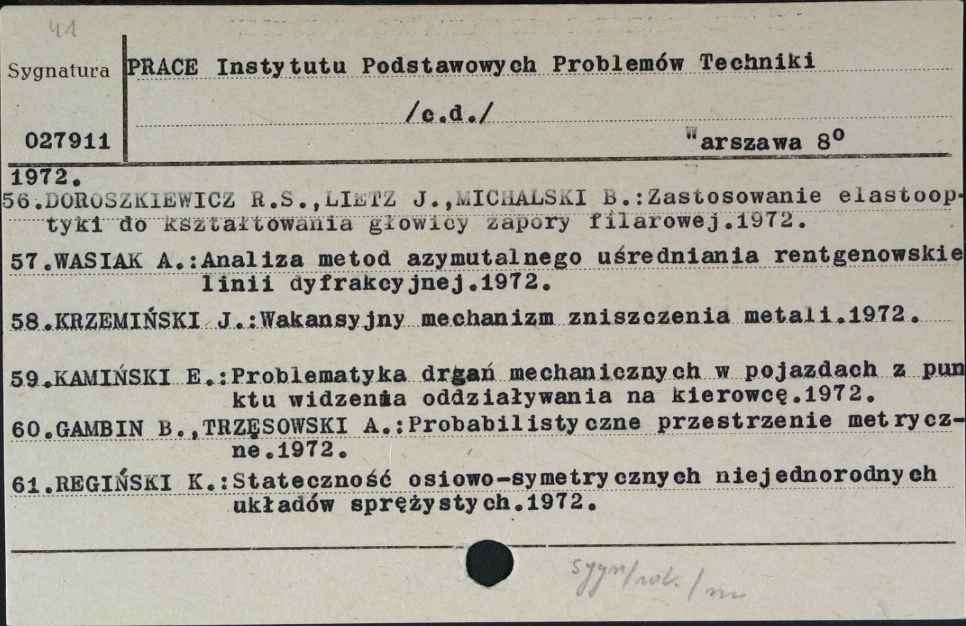 41
Sygnatura PRACE Instytutu Podstawowych Problemów Techniki
/c.d./
027911 Warszawa 8°
1972.
56.DOROSZKIEWICZ R.S.,LIETZ J.,MICHALSKI B.:Zastosowanie elastoop-
tyki do kształtowania głowicy zapory filarowej.1972.
57.WASIAK A.:Analiza metod azymutalnego uśredniania rentgenowskie
linii dyfrakcyjnej.1972.
58.KRZEMIŃSKI J.:Wakansyjny mechanizm zniszczenia metali.1972.
59.KAMIŃSKI E.:Problematyka drgań mechanicznych w pojazdach z pun
ktu widzenia oddziaływania na kierowcę.1972.
60.GAMBIN B.,TRZĘSOWSKI A.:Probabilistyczne przestrzenie metrycz-
ne.1972.
61.REGIŃSKI K.:Stateczność osiowo-symetrycznych niejednorodnych
układów sprężystych.1972.
sygn/rok./